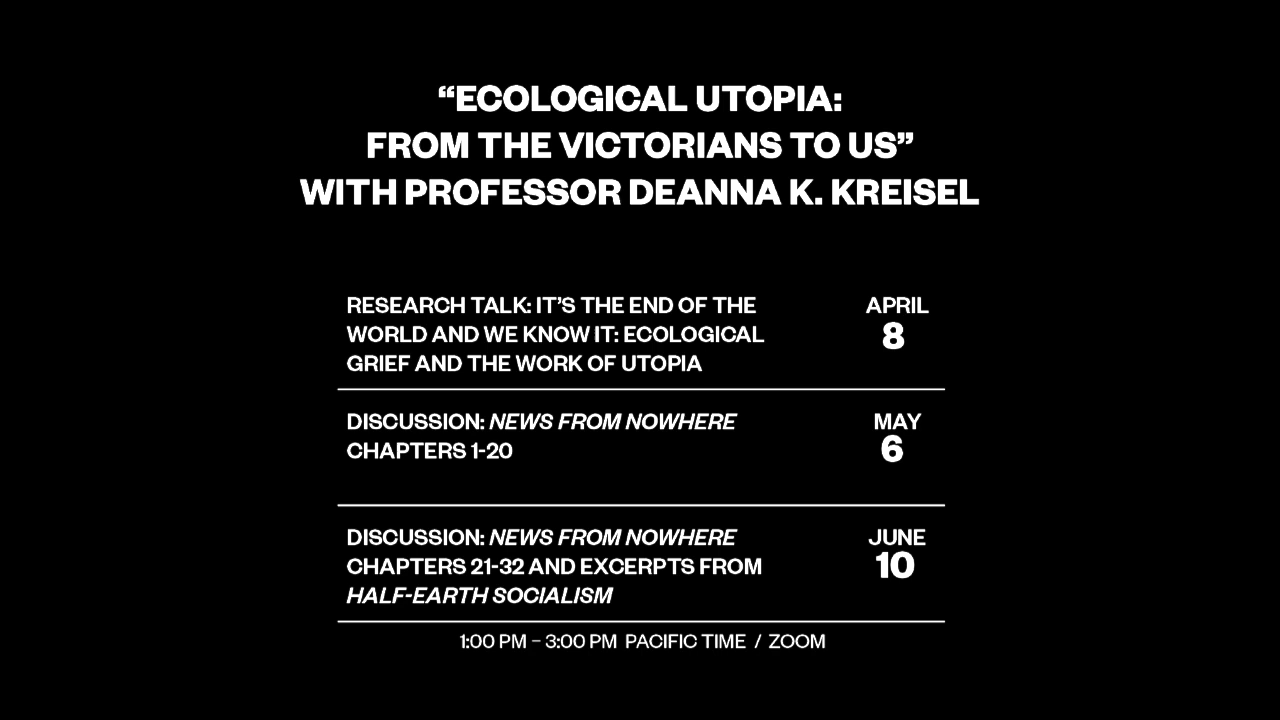 “ECOLOGICAL UTOPIA:
FROM THE VICTORIANS TO US”
WITH PROFESSOR DEANNA K. KREISEL
RESEARCH TALK: IT’S THE END OF THE
WORLD AND WE KNOW IT: ECOLOGICAL
GRIEF AND THE WORK OF UTOPIA
APRIL
8
DISCUSSION: NEWS FROM NOWHERE
CHAPTERS 1-20
MAY
6
DISCUSSION: NEWS FROM NOWHERE
CHAPTERS 21-32 AND EXCERPTS FROM
HALF-EARTH SOCIALISM
JUNE
10
1:00 PM – 3:00 PM PACIFIC TIME / ZOOM